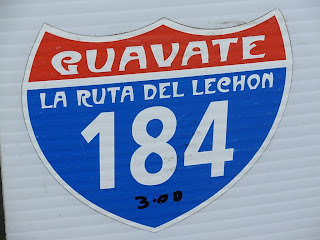 GUAVATE
LA RUTA DEL LECHON
184
3.00